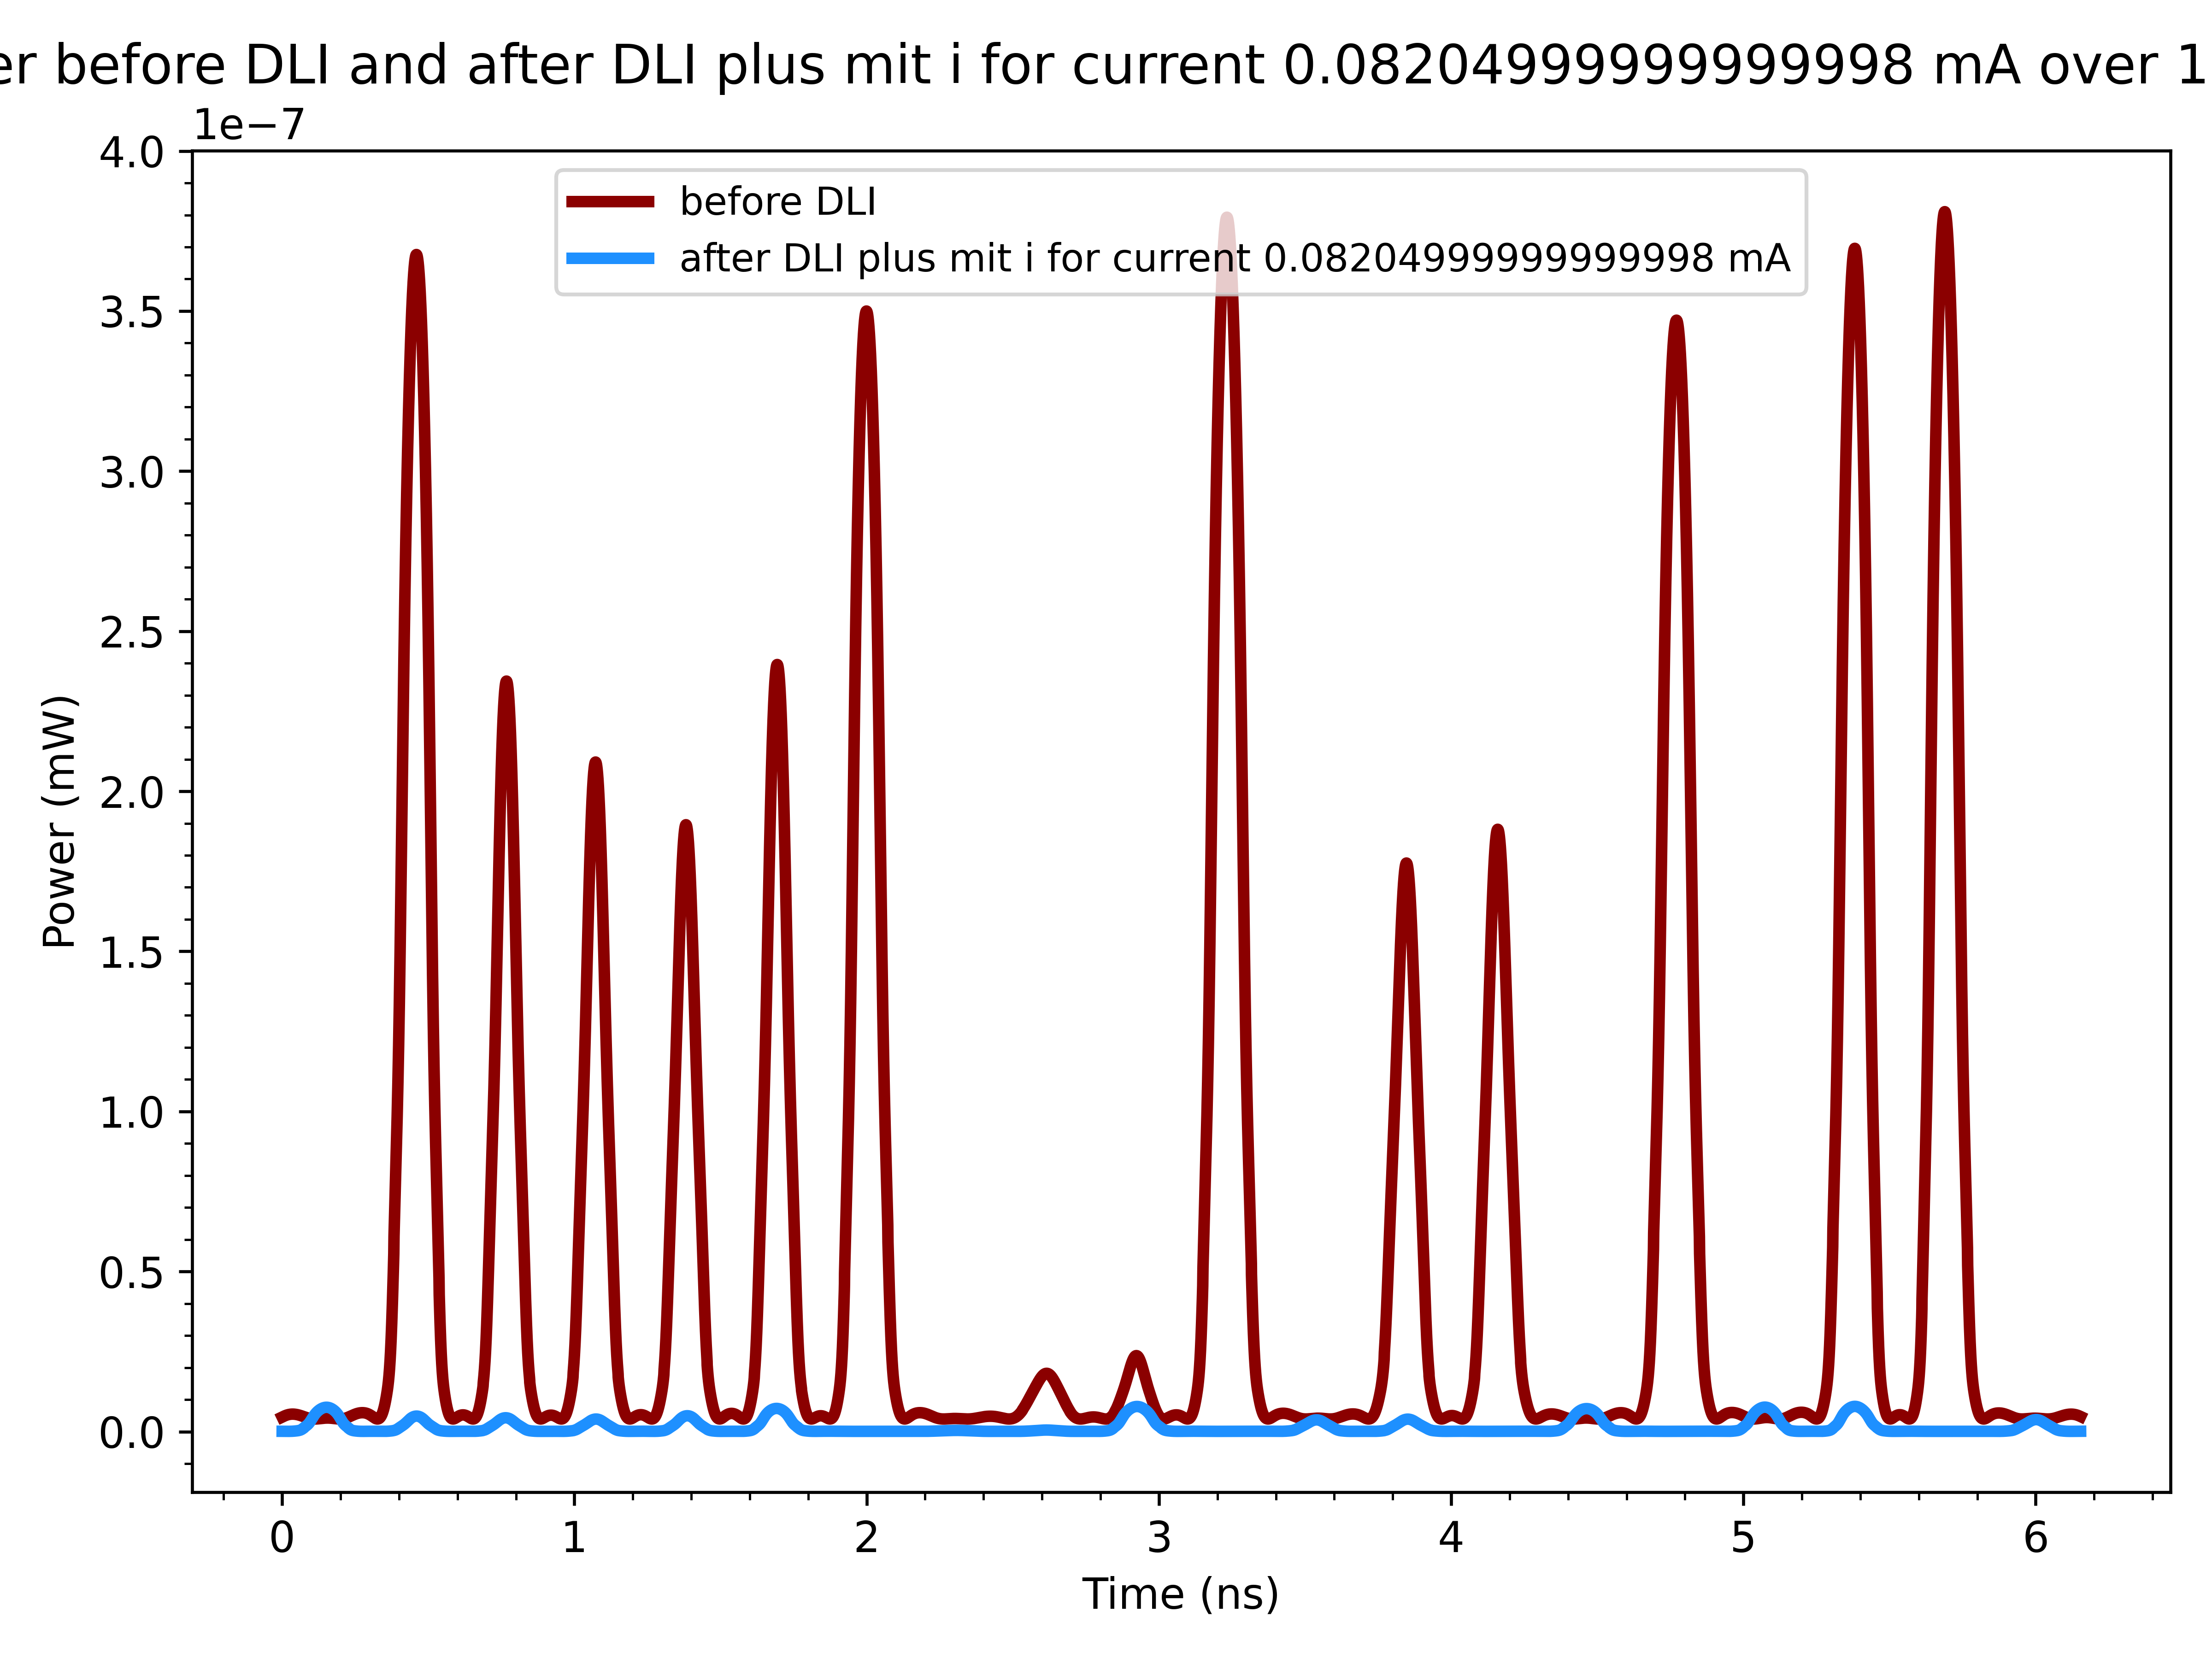 er before DLI and after DLI plus mit i for current 0.08204999999999998 mA over 1
1e−7
4.0
3.5
3.0
2.5
2.0
1.5
1.0
0.5
0.0
Power (mW)
before DLI
after DLI plus mit i for current 0.08204999999999998 mA
0 1 2 3 4 5 6
Time (ns)